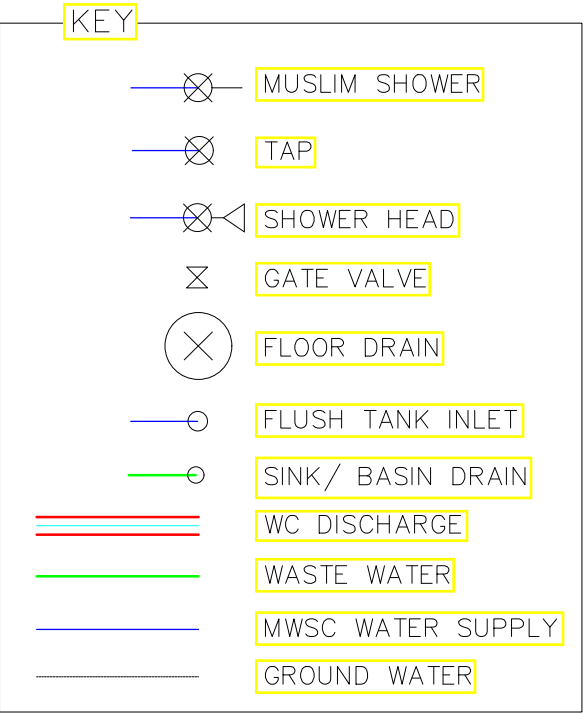 KEY
MUSLIM SHOWER
TAP
SHOWER HEAD
GATE VALVE
FLOOR DRAIN
FLUSH TANK INLET
SINK/ BASIN DRAIN
WC DISCHARGE
WASTE WATER
MWSC WATER SUPPLY
GROUND WATER